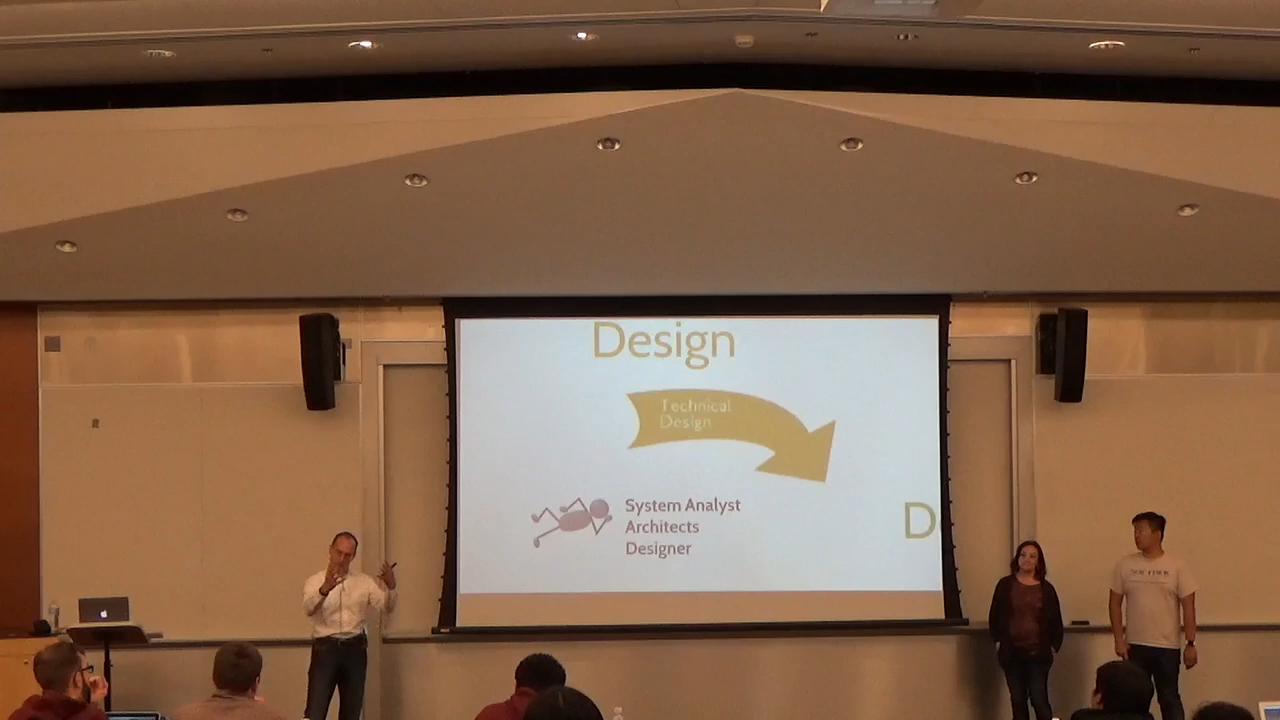 Design
Technical
Design
System Analyst
Architects
Designer
D